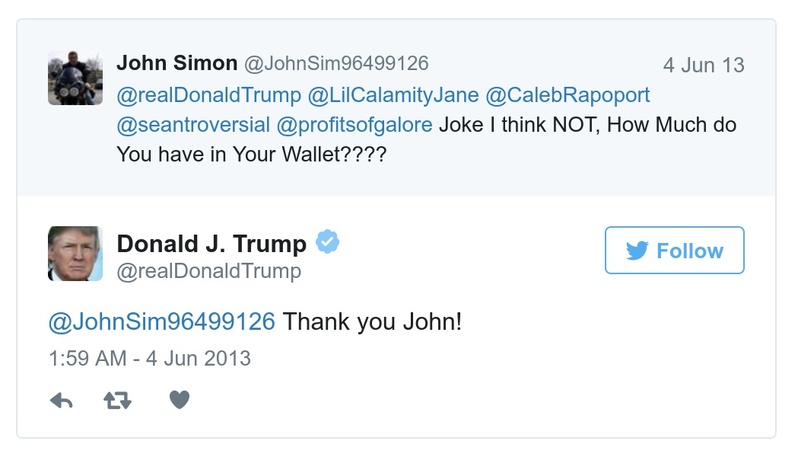 John Simon @JohnSim96499126 4 Jun 13
@realDonaldTrump @LilCalamityJane @CalebRapoport
@seantroversial @profitsofgalore Joke I think NOT, How Much do
You have in Your Wallet????
Donald J. Trump
Follow
@realDonaldTrump
@JohnSim96499126 Thank you John!
1:59 AM - 4 Jun 2013